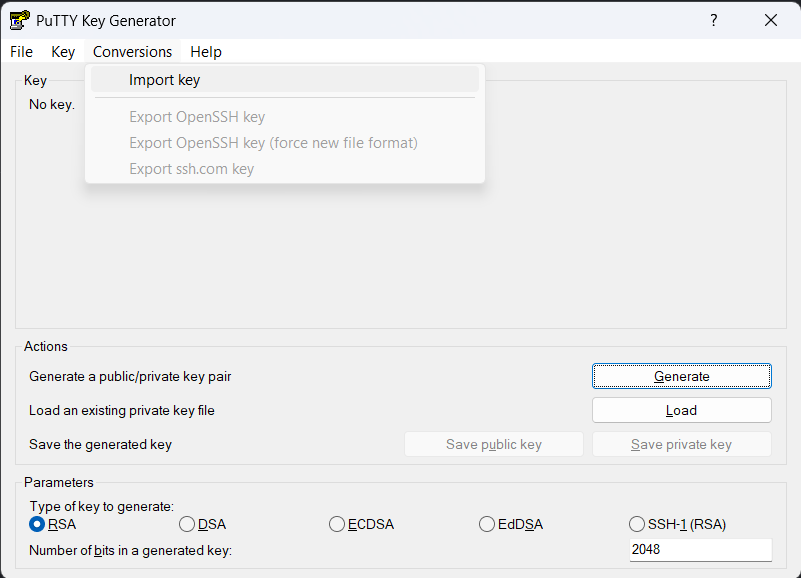 PuTTY Key Generator ?
File Key Conversions Help
Key
No key.
Import key
Export OpenSSH key
Export OpenSSH key (force new file format)
Export ssh.com key
Actions
Generate a public/private key pair Generate
Load an existing private key file Load
Save the generated key Save public key Save private key
Parameters
Type of key to generate:
RSA DSA ECDSA EdDSA SSH-1 (RSA)
Number of bits in a generated key: 2048